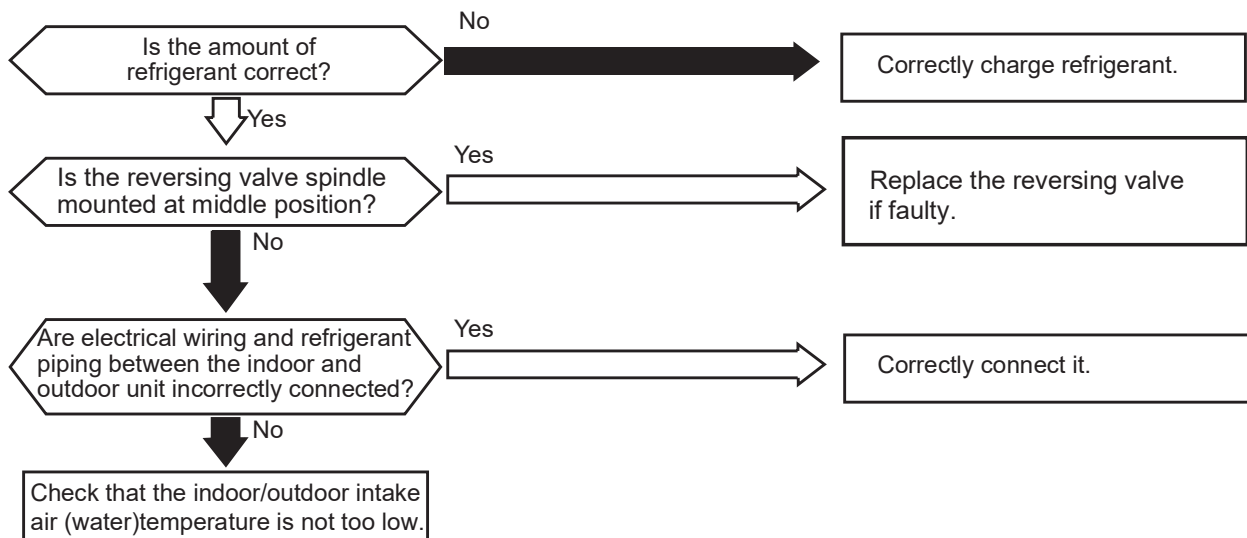 No
Is the amount of
refrigerant correct?
Correctly charge refrigerant.
Yes
Yes
Is the reversing valve spindle
mounted at middle position?
Replace the reversing valve
if faulty.
No
Yes
Are electrical wiring and refrigerant
piping between the indoor and
outdoor unit incorrectly connected?
Correctly connect it.
No
Check that the indoor/outdoor intake
air (water)temperature is not too low.